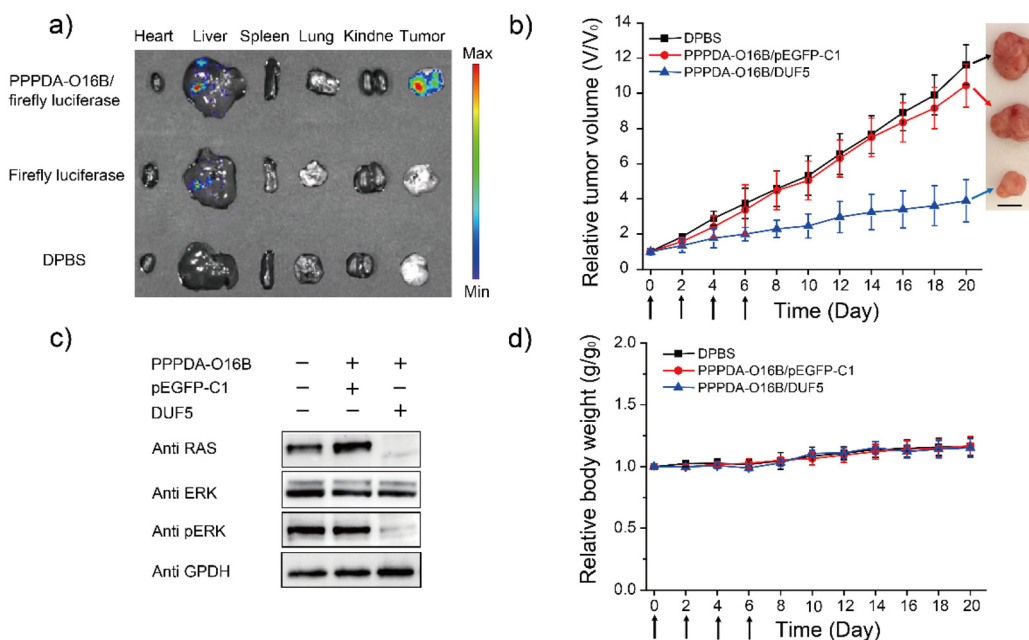 a)
Heart Liver Spleen Lung Kindne Tumor
PPPDA-O16B/
firefly luciferase
Firefly luciferase
DPBS
Max
Min
b)
Relative tumor volume (V/V₀)
14
12
10
8
6
4
2
0
DPBS
PPPDA-O16B/pEGFP-C1
PPPDA-O16B/DUF5
0 2 4 6 8 10 12 14 16 18 20
Time (Day)
c)
PPPDA-O16B − + +
pEGFP-C1 − + −
DUF5 − − +
Anti RAS
Anti ERK
Anti pERK
Anti GPDH
d)
Relative body weight (g/g₀)
2.0
1.5
1.0
0.5
0.0
DPBS
PPPDA-O16B/pEGFP-C1
PPPDA-O16B/DUF5
0 2 4 6 8 10 12 14 16 18 20
Time (Day)